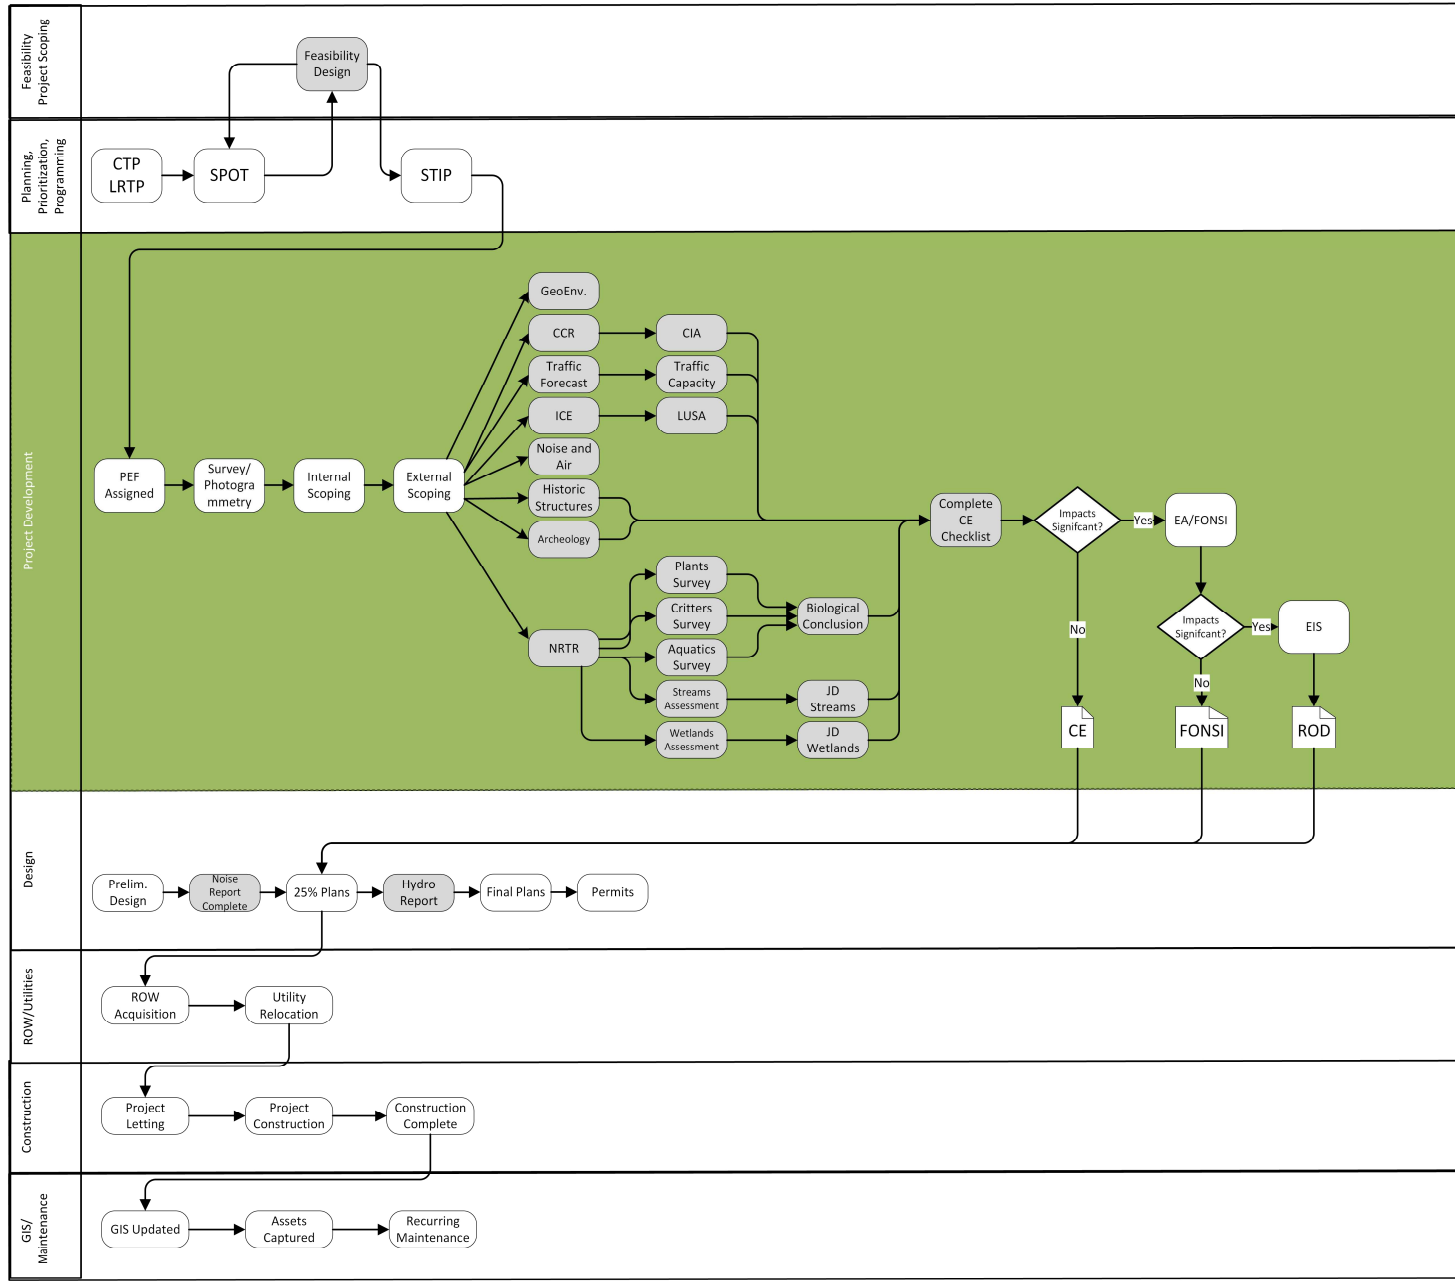 Feasibility
Project Scoping
Feasibility
Design
Planning,
Prioritization,
Programming
CTP
LRTP
SPOT
STIP
Project Development
PEF
Assigned
Survey/
Photogra
mmetry
Internal
Scoping
External
Scoping
GeoEnv.
CCR
CIA
Traffic
Forecast
Traffic
Capacity
ICE
LUSA
Noise and
Air
Historic
Structures
Archeology
NRTR
Plants
Survey
Critters
Survey
Aquatics
Survey
Biological
Conclusion
Streams
Assessment
JD
Streams
Wetlands
Assessment
JD
Wetlands
Complete
CE
Checklist
Impacts
Signifcant?
Yes
EA/FONSI
No
Impacts
Signifcant?
Yes
EIS
No
CE
FONSI
ROD
Design
Prelim.
Design
Noise
Report
Complete
25% Plans
Hydro
Report
Final Plans
Permits
ROW/Utilities
ROW
Acquisition
Utility
Relocation
Construction
Project
Letting
Project
Construction
Construction
Complete
GIS/
Maintenance
GIS Updated
Assets
Captured
Recurring
Maintenance